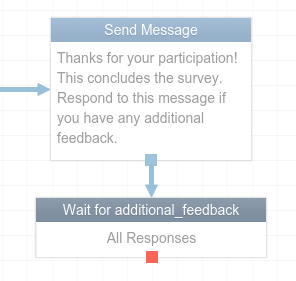 Send Message
Thanks for your participation!
This concludes the survey.
Respond to this message if
you have any additional
feedback.
Wait for additional_feedback
All Responses